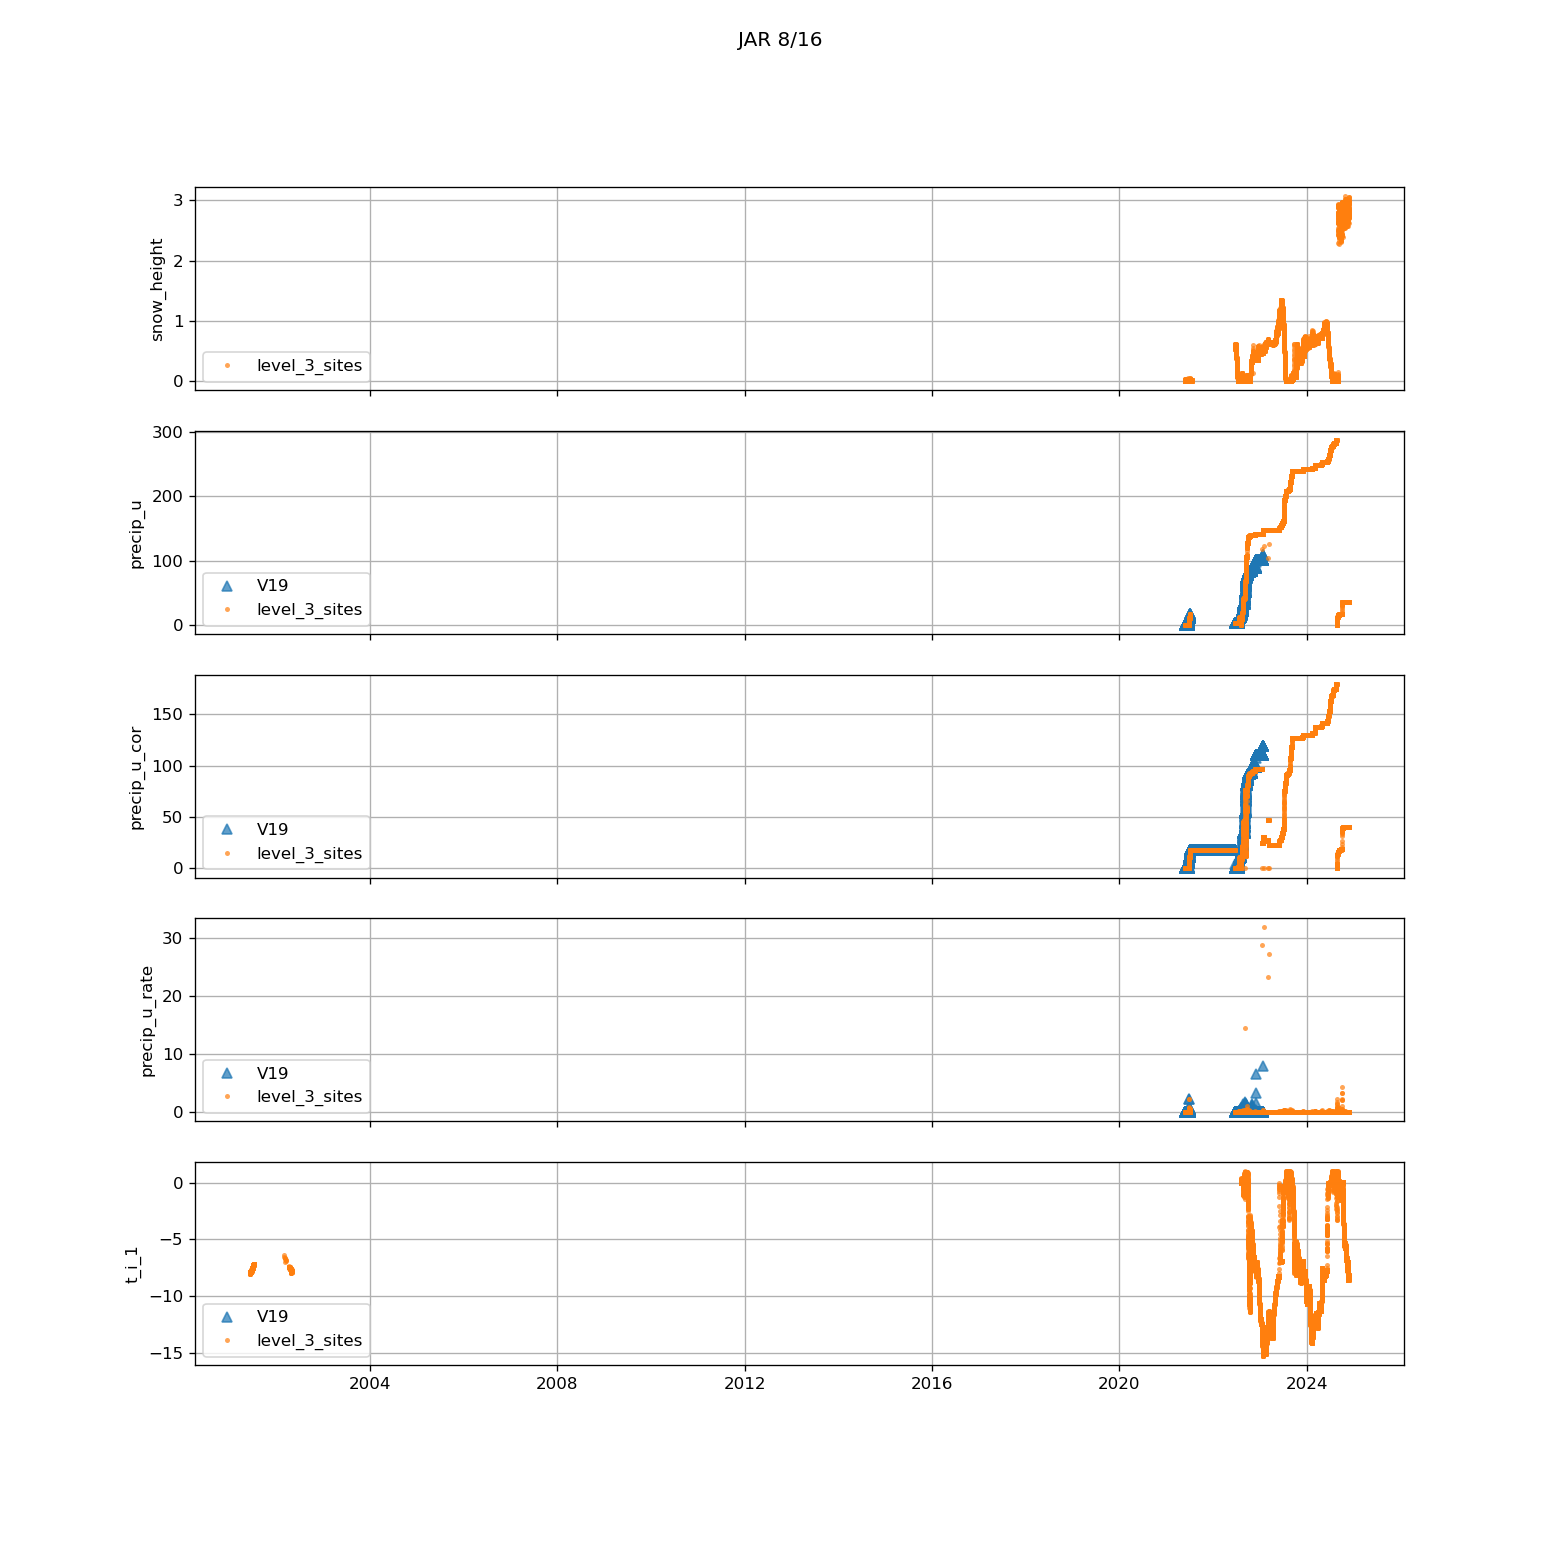 JAR 8/16
3
2
1
0
snow_height
level_3_sites
300
200
100
0
precip_u
V19
level_3_sites
150
100
50
0
precip_u_cor
V19
level_3_sites
30
20
10
0
precip_u_rate
V19
level_3_sites
0
−5
−10
−15
t_i_1
V19
level_3_sites
2004 2008 2012 2016 2020 2024